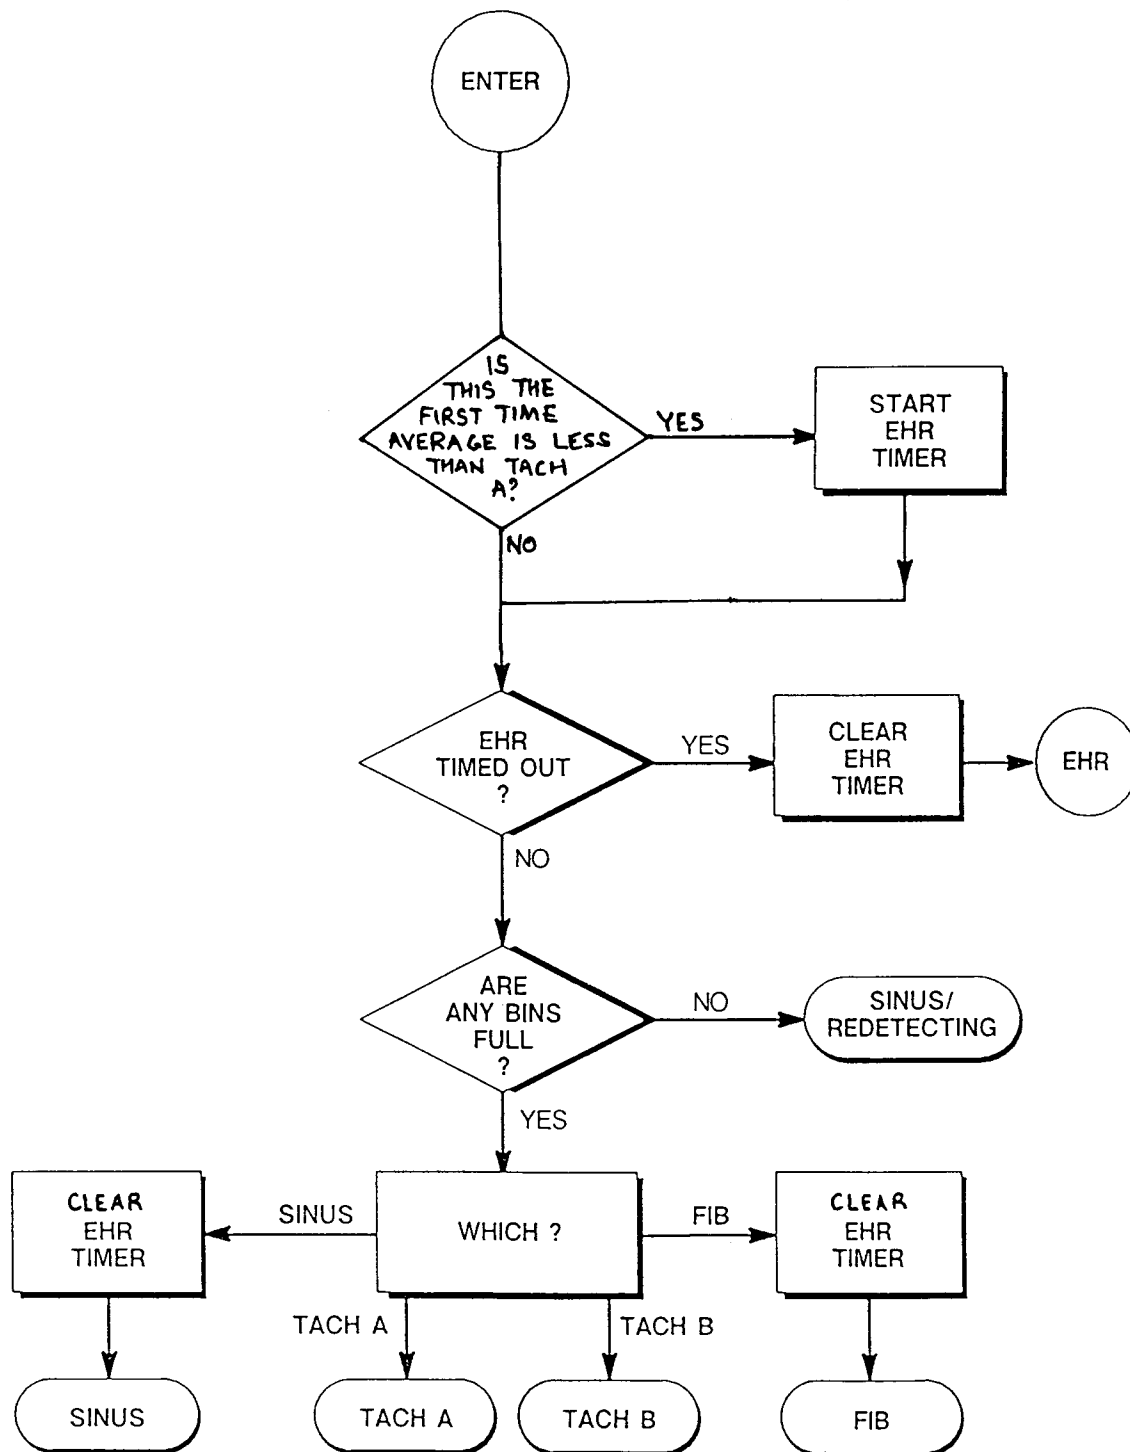 ENTER
IS
THIS THE
FIRST TIME
AVERAGE IS LESS
THAN TACH
A?
YES
START
EHR
TIMER
NO
EHR
TIMED OUT
?
YES
CLEAR
EHR
TIMER
EHR
NO
ARE
ANY BINS
FULL
?
NO
SINUS/
REDETECTING
YES
CLEAR
EHR
TIMER
SINUS
WHICH ?
FIB
CLEAR
EHR
TIMER
TACH A
TACH B
SINUS
TACH A
TACH B
FIB